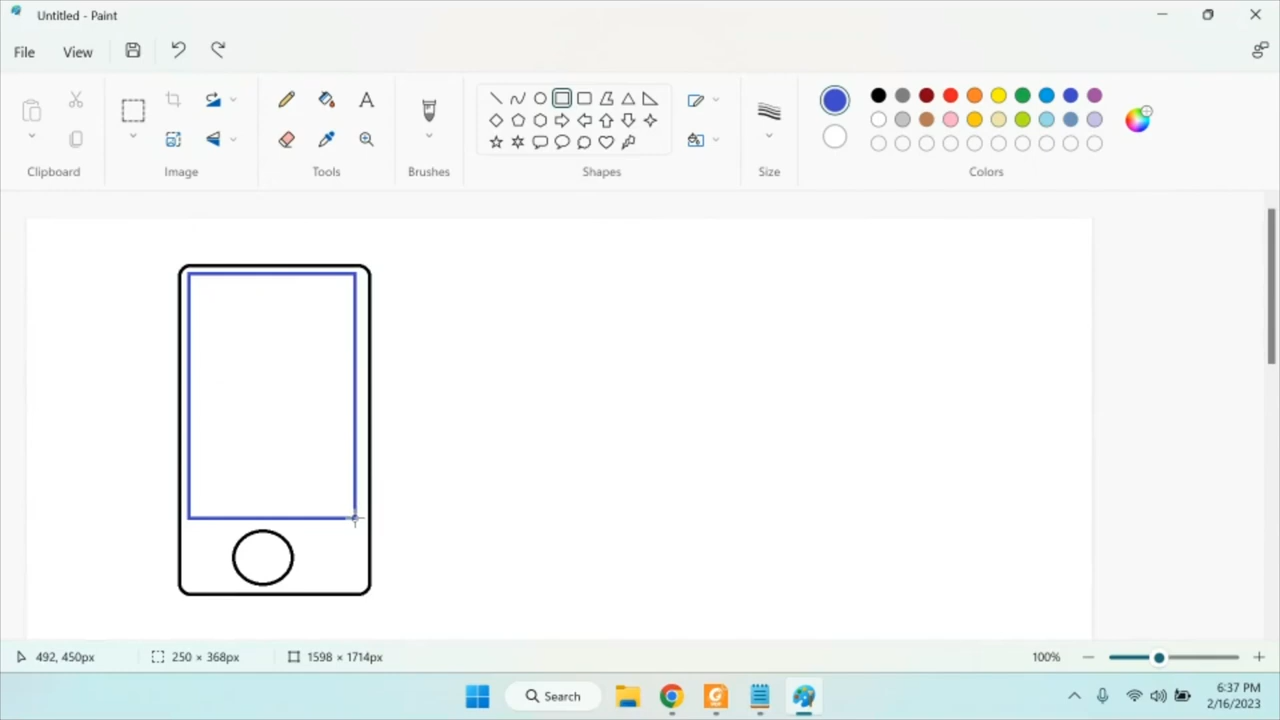 Untitled - Paint
File View
A
Clipboard Image Tools Brushes Shapes Size Colors
492, 450px 250 × 368px 1598 × 1714px 100%
Search
6:37 PM
2/16/2023